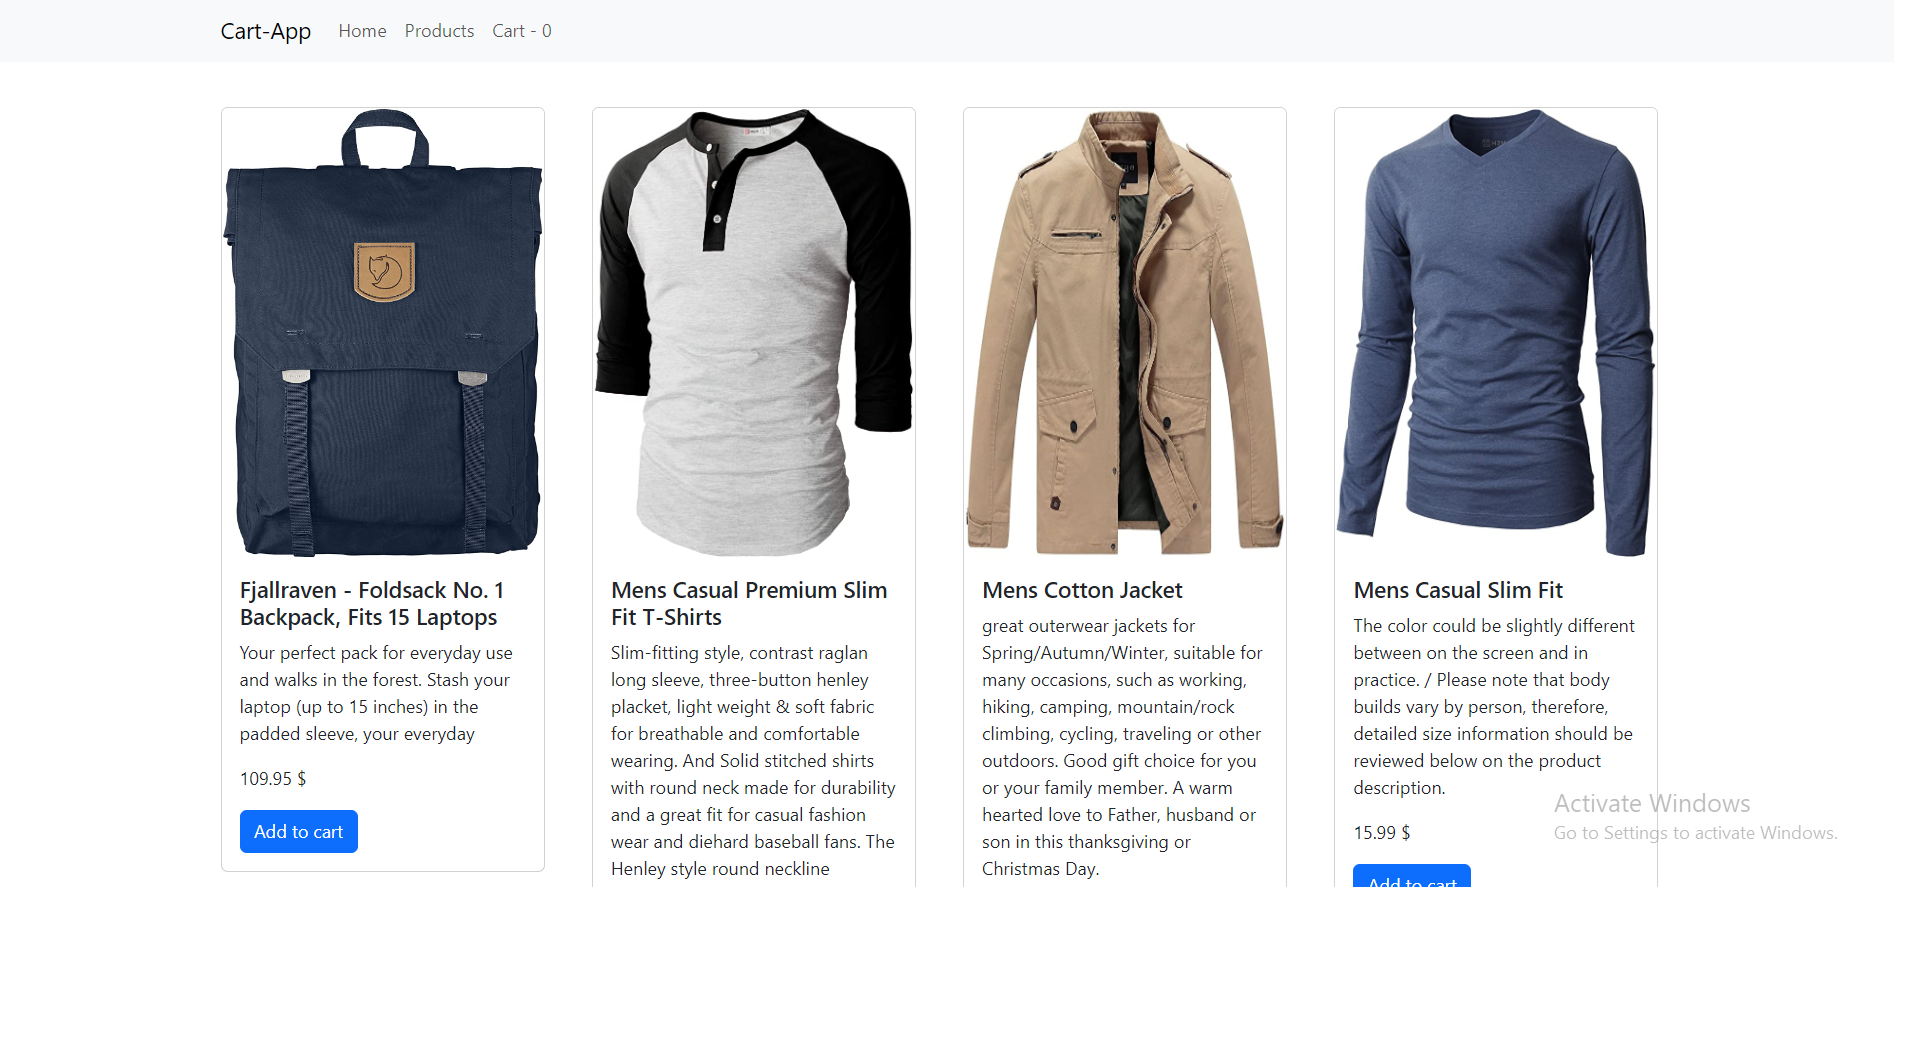 Cart-App Home Products Cart - 0
Fjallraven - Foldsack No. 1
Backpack, Fits 15 Laptops
Your perfect pack for everyday use
and walks in the forest. Stash your
laptop (up to 15 inches) in the
padded sleeve, your everyday
109.95 $
Add to cart
Mens Casual Premium Slim
Fit T-Shirts
Slim-fitting style, contrast raglan
long sleeve, three-button henley
placket, light weight & soft fabric
for breathable and comfortable
wearing. And Solid stitched shirts
with round neck made for durability
and a great fit for casual fashion
wear and diehard baseball fans. The
Henley style round neckline
Mens Cotton Jacket
great outerwear jackets for
Spring/Autumn/Winter, suitable for
many occasions, such as working,
hiking, camping, mountain/rock
climbing, cycling, traveling or other
outdoors. Good gift choice for you
or your family member. A warm
hearted love to Father, husband or
son in this thanksgiving or
Christmas Day.
Mens Casual Slim Fit
The color could be slightly different
between on the screen and in
practice. / Please note that body
builds vary by person, therefore,
detailed size information should be
reviewed below on the product
description.
15.99 $
Add to cart
Activate Windows
Go to Settings to activate Windows.